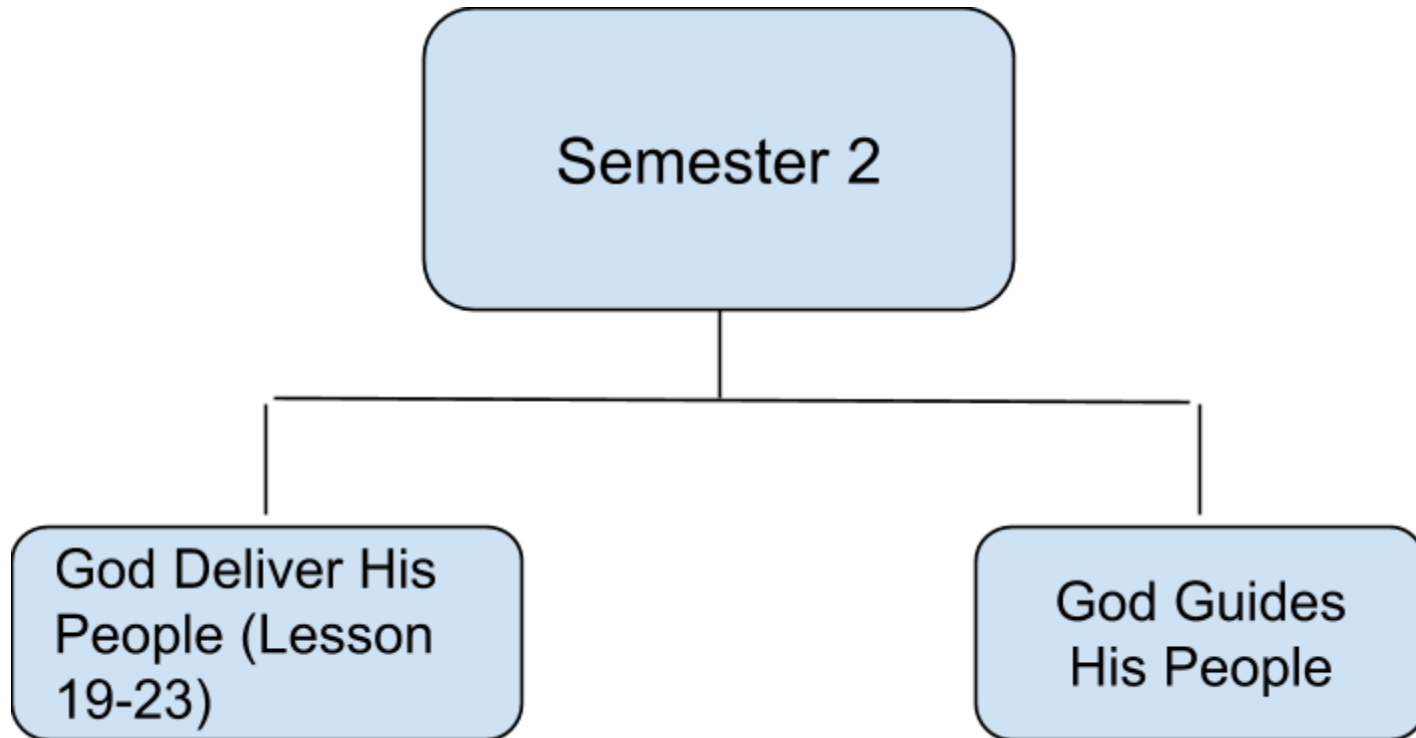 Semester 2
God Deliver His
People (Lesson
19-23)
God Guides
His People